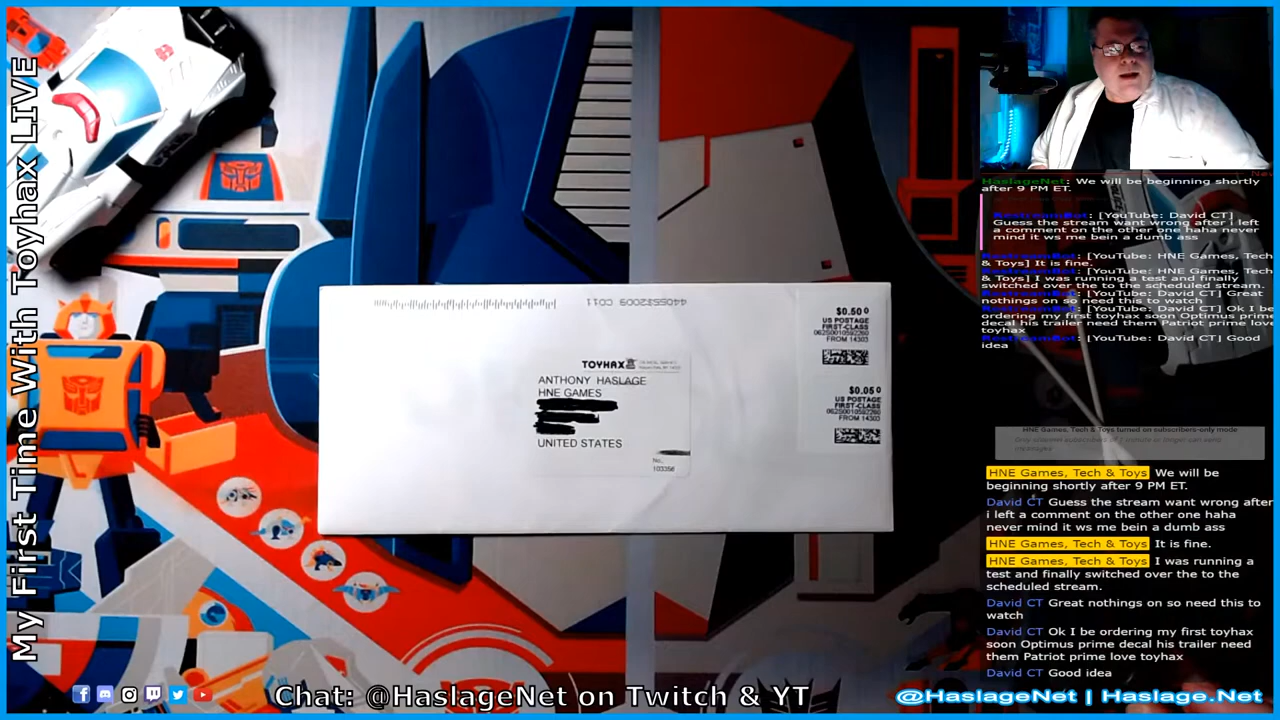 My First Time With Toyhax LIVE
4405532009 CD11
$0.50
US POSTAGE
FIRST-CLASS
FROM 14303
$0.05
US POSTAGE
FIRST-CLASS
FROM 14303
TOYHAX
ANTHONY HASLAGE
HNE GAMES
UNITED STATES
No.
103356
HaslageNet: We will be beginning shortly
after 9 PM ET.
RestreamBot: [YouTube: David CT]
Guess the stream want wrong after i left
a comment on the other one haha never
mind it ws me bein a dumb ass
RestreamBot: [YouTube: HNE Games, Tech
& Toys] It is fine.
RestreamBot: [YouTube: HNE Games, Tech
& Toys] I was running a test and finally
switched over the to the scheduled stream.
RestreamBot: [YouTube: David CT] Great
nothings on so need this to watch
RestreamBot: [YouTube: David CT] Ok I be
ordering my first toyhax soon Optimus prime
decal his trailer need them Patriot prime love
toyhax
RestreamBot: [YouTube: David CT] Good
idea
HNE Games, Tech & Toys turned on subscribers-only mode
HNE Games, Tech & Toys We will be
beginning shortly after 9 PM ET.
David CT Guess the stream want wrong after
i left a comment on the other one haha
never mind it ws me bein a dumb ass
HNE Games, Tech & Toys It is fine.
HNE Games, Tech & Toys I was running a
test and finally switched over the to the
scheduled stream.
David CT Great nothings on so need this to
watch
David CT Ok I be ordering my first toyhax
soon Optimus prime decal his trailer need
them Patriot prime love toyhax
David CT Good idea
Chat: @HaslageNet on Twitch & YT
@HaslageNet | Haslage.Net